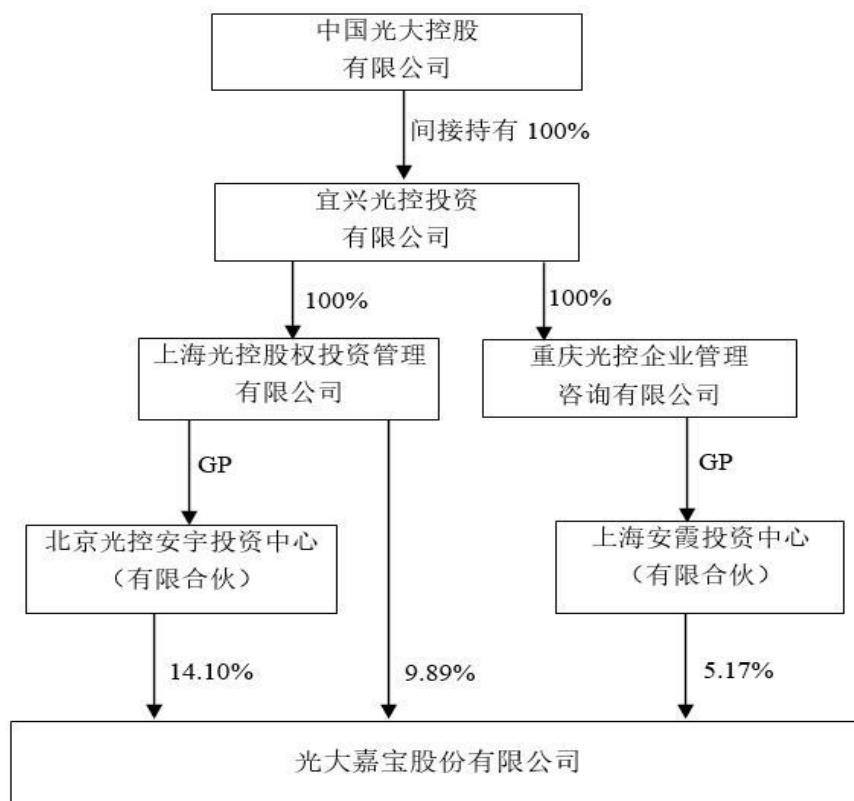 中国光大控股
有限公司
间接持有 100%
宜兴光控投资
有限公司
100%
100%
上海光控股权投资管理
有限公司
重庆光控企业管理
咨询有限公司
GP
GP
北京光控安宇投资中心
（有限合伙）
上海安霞投资中心
（有限合伙）
14.10%
9.89%
5.17%
光大嘉宝股份有限公司